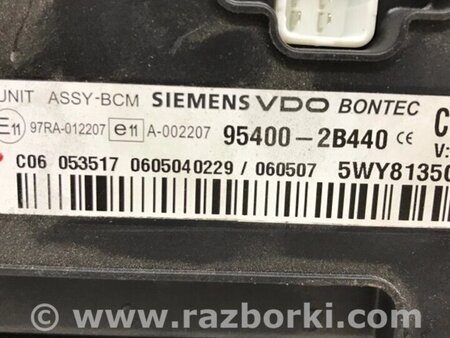 UNIT ASSY-BCM SIEMENS VDO BONTEC
E11 97RA-012207 e11 A-002207 95400-2B440 CE
V:
C06 053517 0605040229 / 060507 5WY8135
© www.razborki.com